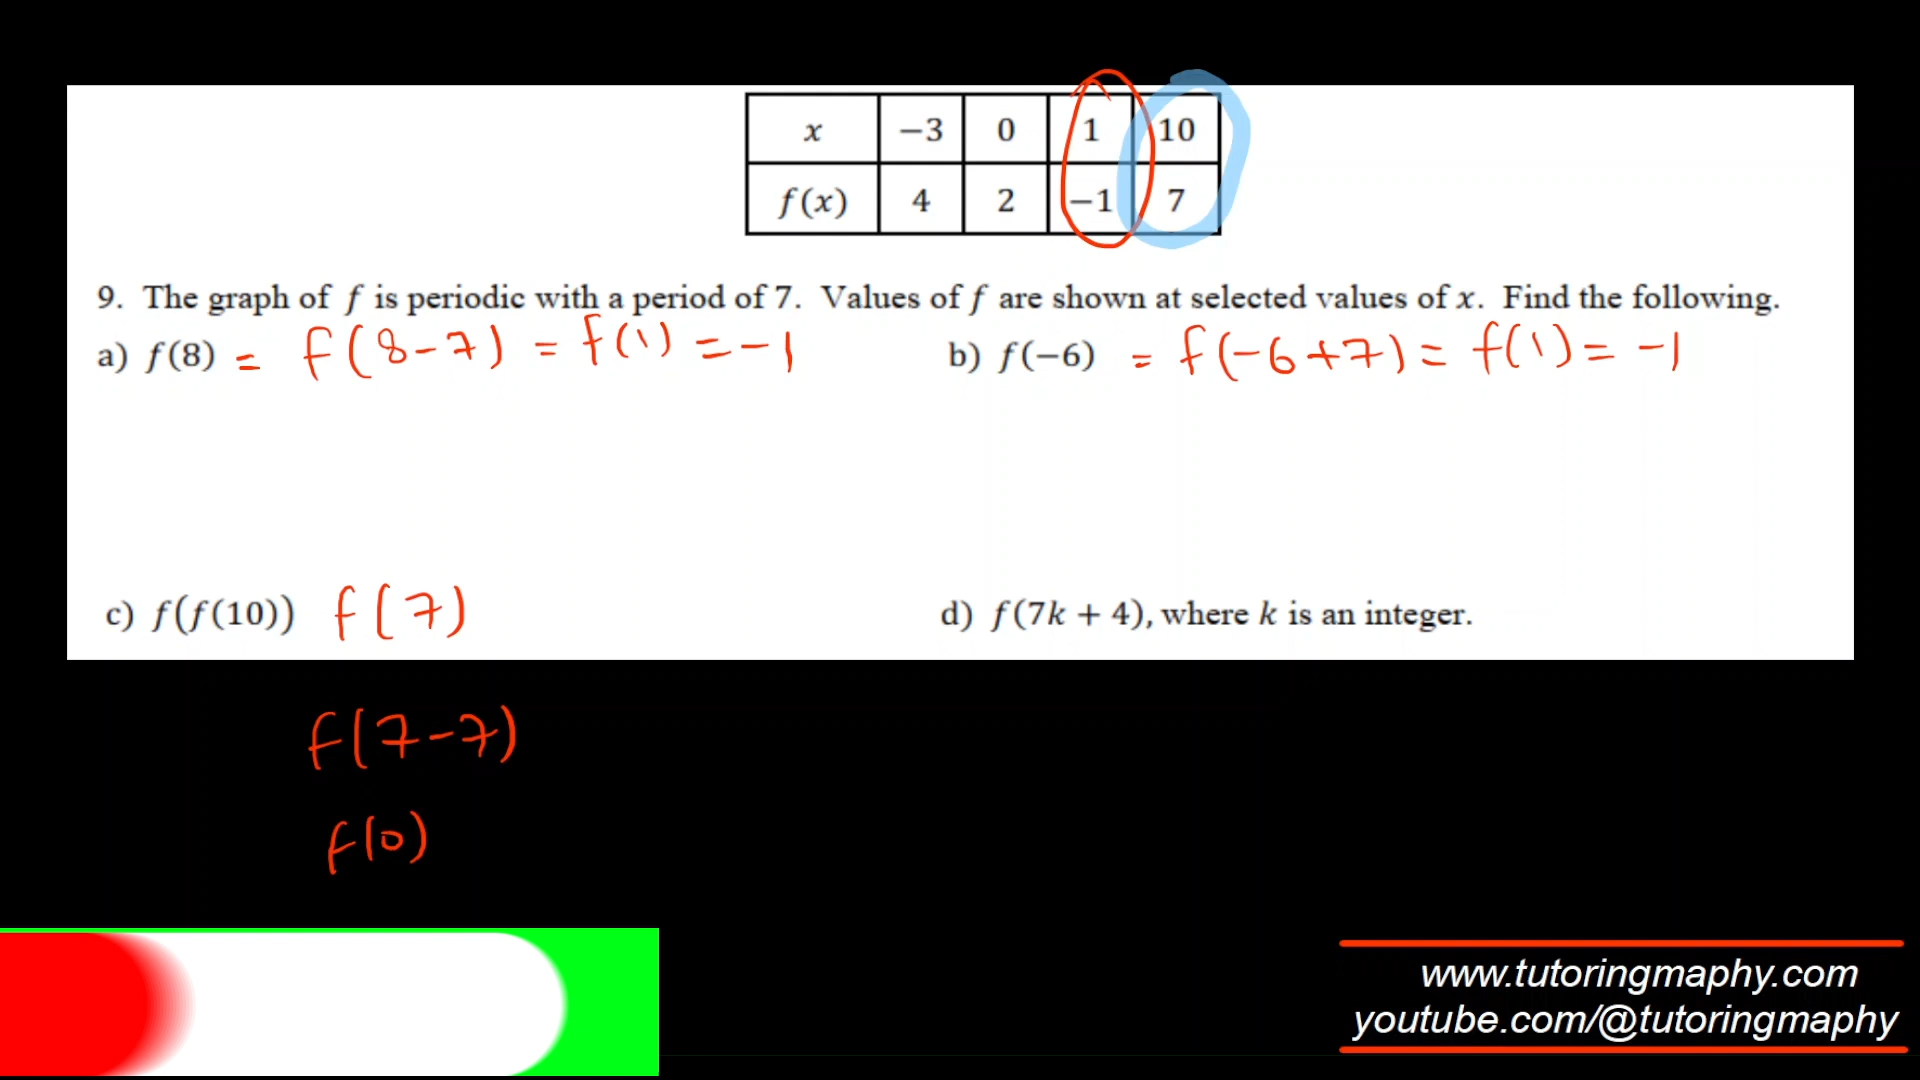 x −3 0 1 10
f(x) 4 2 −1 7
9. The graph of f is periodic with a period of 7. Values of f are shown at selected values of x. Find the following.
a) f(8) = f(8-7) = f(1) = -1
b) f(−6) = f(-6+7) = f(1) = -1
c) f(f(10)) f(7)
d) f(7k + 4), where k is an integer.
f(7-7)
f(0)
www.tutoringmaphy.com
youtube.com/@tutoringmaphy